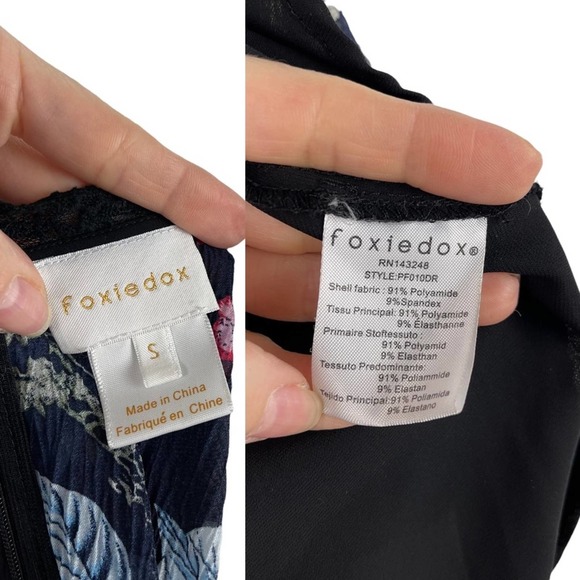 foxiedox
S
Made in China
Fabriqué en Chine
foxiedox®
RN143248
STYLE:PF010DR
Shell fabric : 91% Polyamide
9%Spandex
Tissu Principal: 91% Polyamide
9% Elasthanne
Primaire Stoftessuto :
91% Polyamid
9% Elasthan
Tessuto Predominante:
91% Poliammide
9% Elastan
Tejido Principal :91% Poliamida
9% Elastano